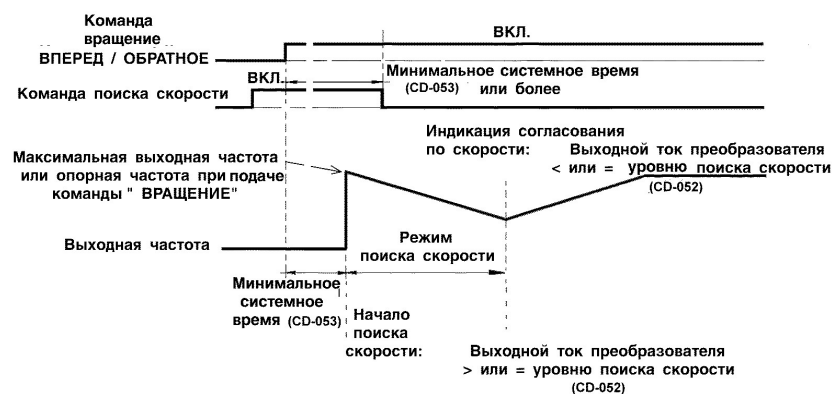 Команда
вращение
ВПЕРЕД / ОБРАТНОЕ
ВКЛ.
ВКЛ.
Минимальное системное время
(CD-053) или более
Команда поиска скорости
Индикация согласования
по скорости: Выходной ток преобразователя
< или = уровню поиска скорости
(CD-052)
Максимальная выходная частота
или опорная частота при подаче
команды " ВРАЩЕНИЕ"
Выходная частота
Режим
поиска скорости
Минимальное
системное
время (CD-053)
Начало
поиска
скорости:
Выходной ток преобразователя
> или = уровню поиска скорости
(CD-052)